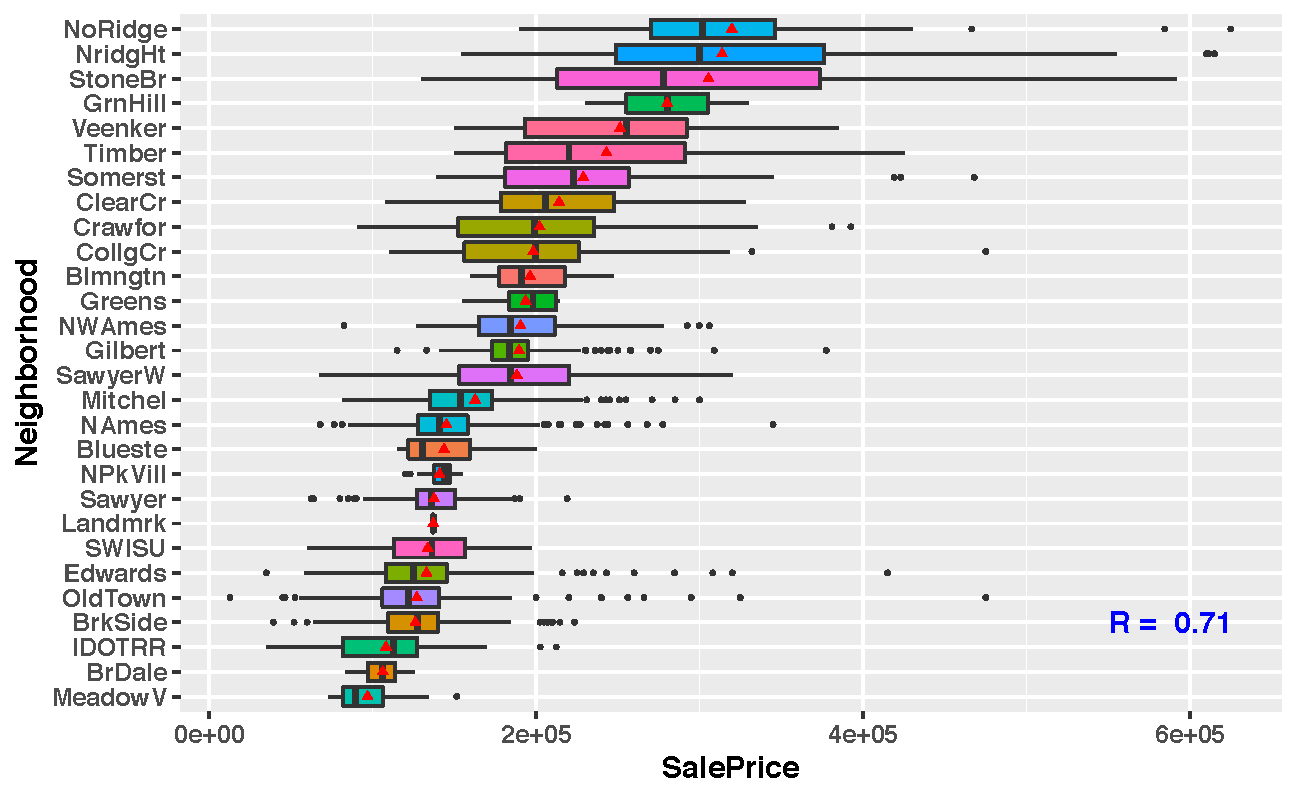 NoRidge
NridgHt
StoneBr
GrnHill
Veenker
Timber
Somerst
ClearCr
Crawfor
CollgCr
Blmngtn
Greens
NWAmes
Gilbert
SawyerW
Mitchel
NAmes
Blueste
NPkVill
Sawyer
Landmrk
SWISU
Edwards
OldTown
BrkSide
IDOTRR
BrDale
MeadowV
Neighborhood
R = 0.71
0e+00 2e+05 4e+05 6e+05
SalePrice